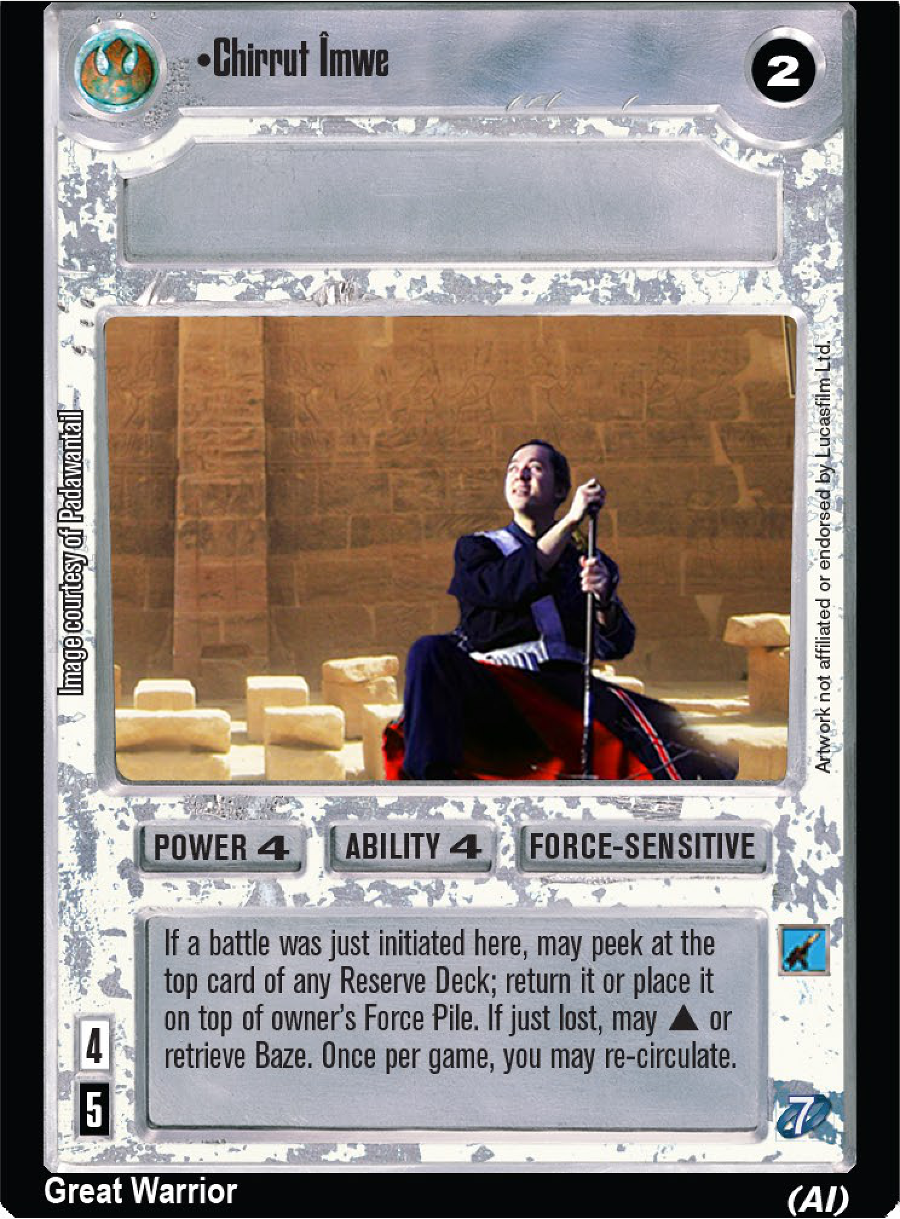 •Chirrut Îmwe
2
Image courtesy of Padawantail
Artwork not affiliated or endorsed by Lucasfilm Ltd.
POWER 4
ABILITY 4
FORCE-SENSITIVE
If a battle was just initiated here, may peek at the
top card of any Reserve Deck; return it or place it
on top of owner's Force Pile. If just lost, may ▲ or
retrieve Baze. Once per game, you may re-circulate.
4
5
7
Great Warrior
(AI)